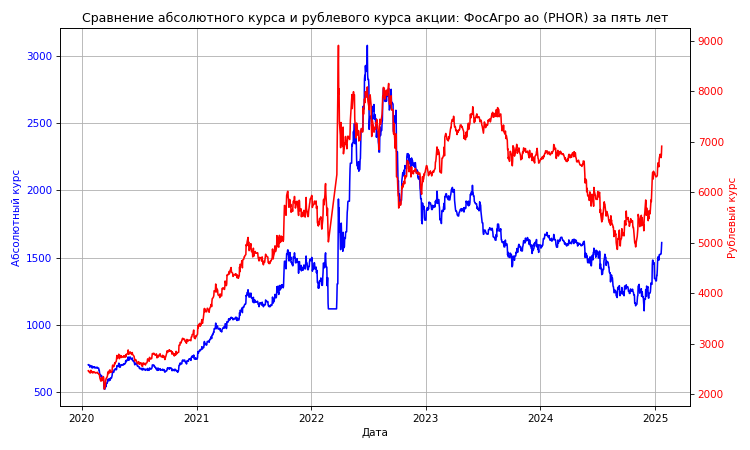 Сравнение абсолютного курса и рублевого курса акции: ФосАгро ао (PHOR) за пять лет
3000
2500
2000
1500
1000
500
Абсолютный курс
9000
8000
7000
6000
5000
4000
3000
2000
Рублевый курс
2020 2021 2022 2023 2024 2025
Дата